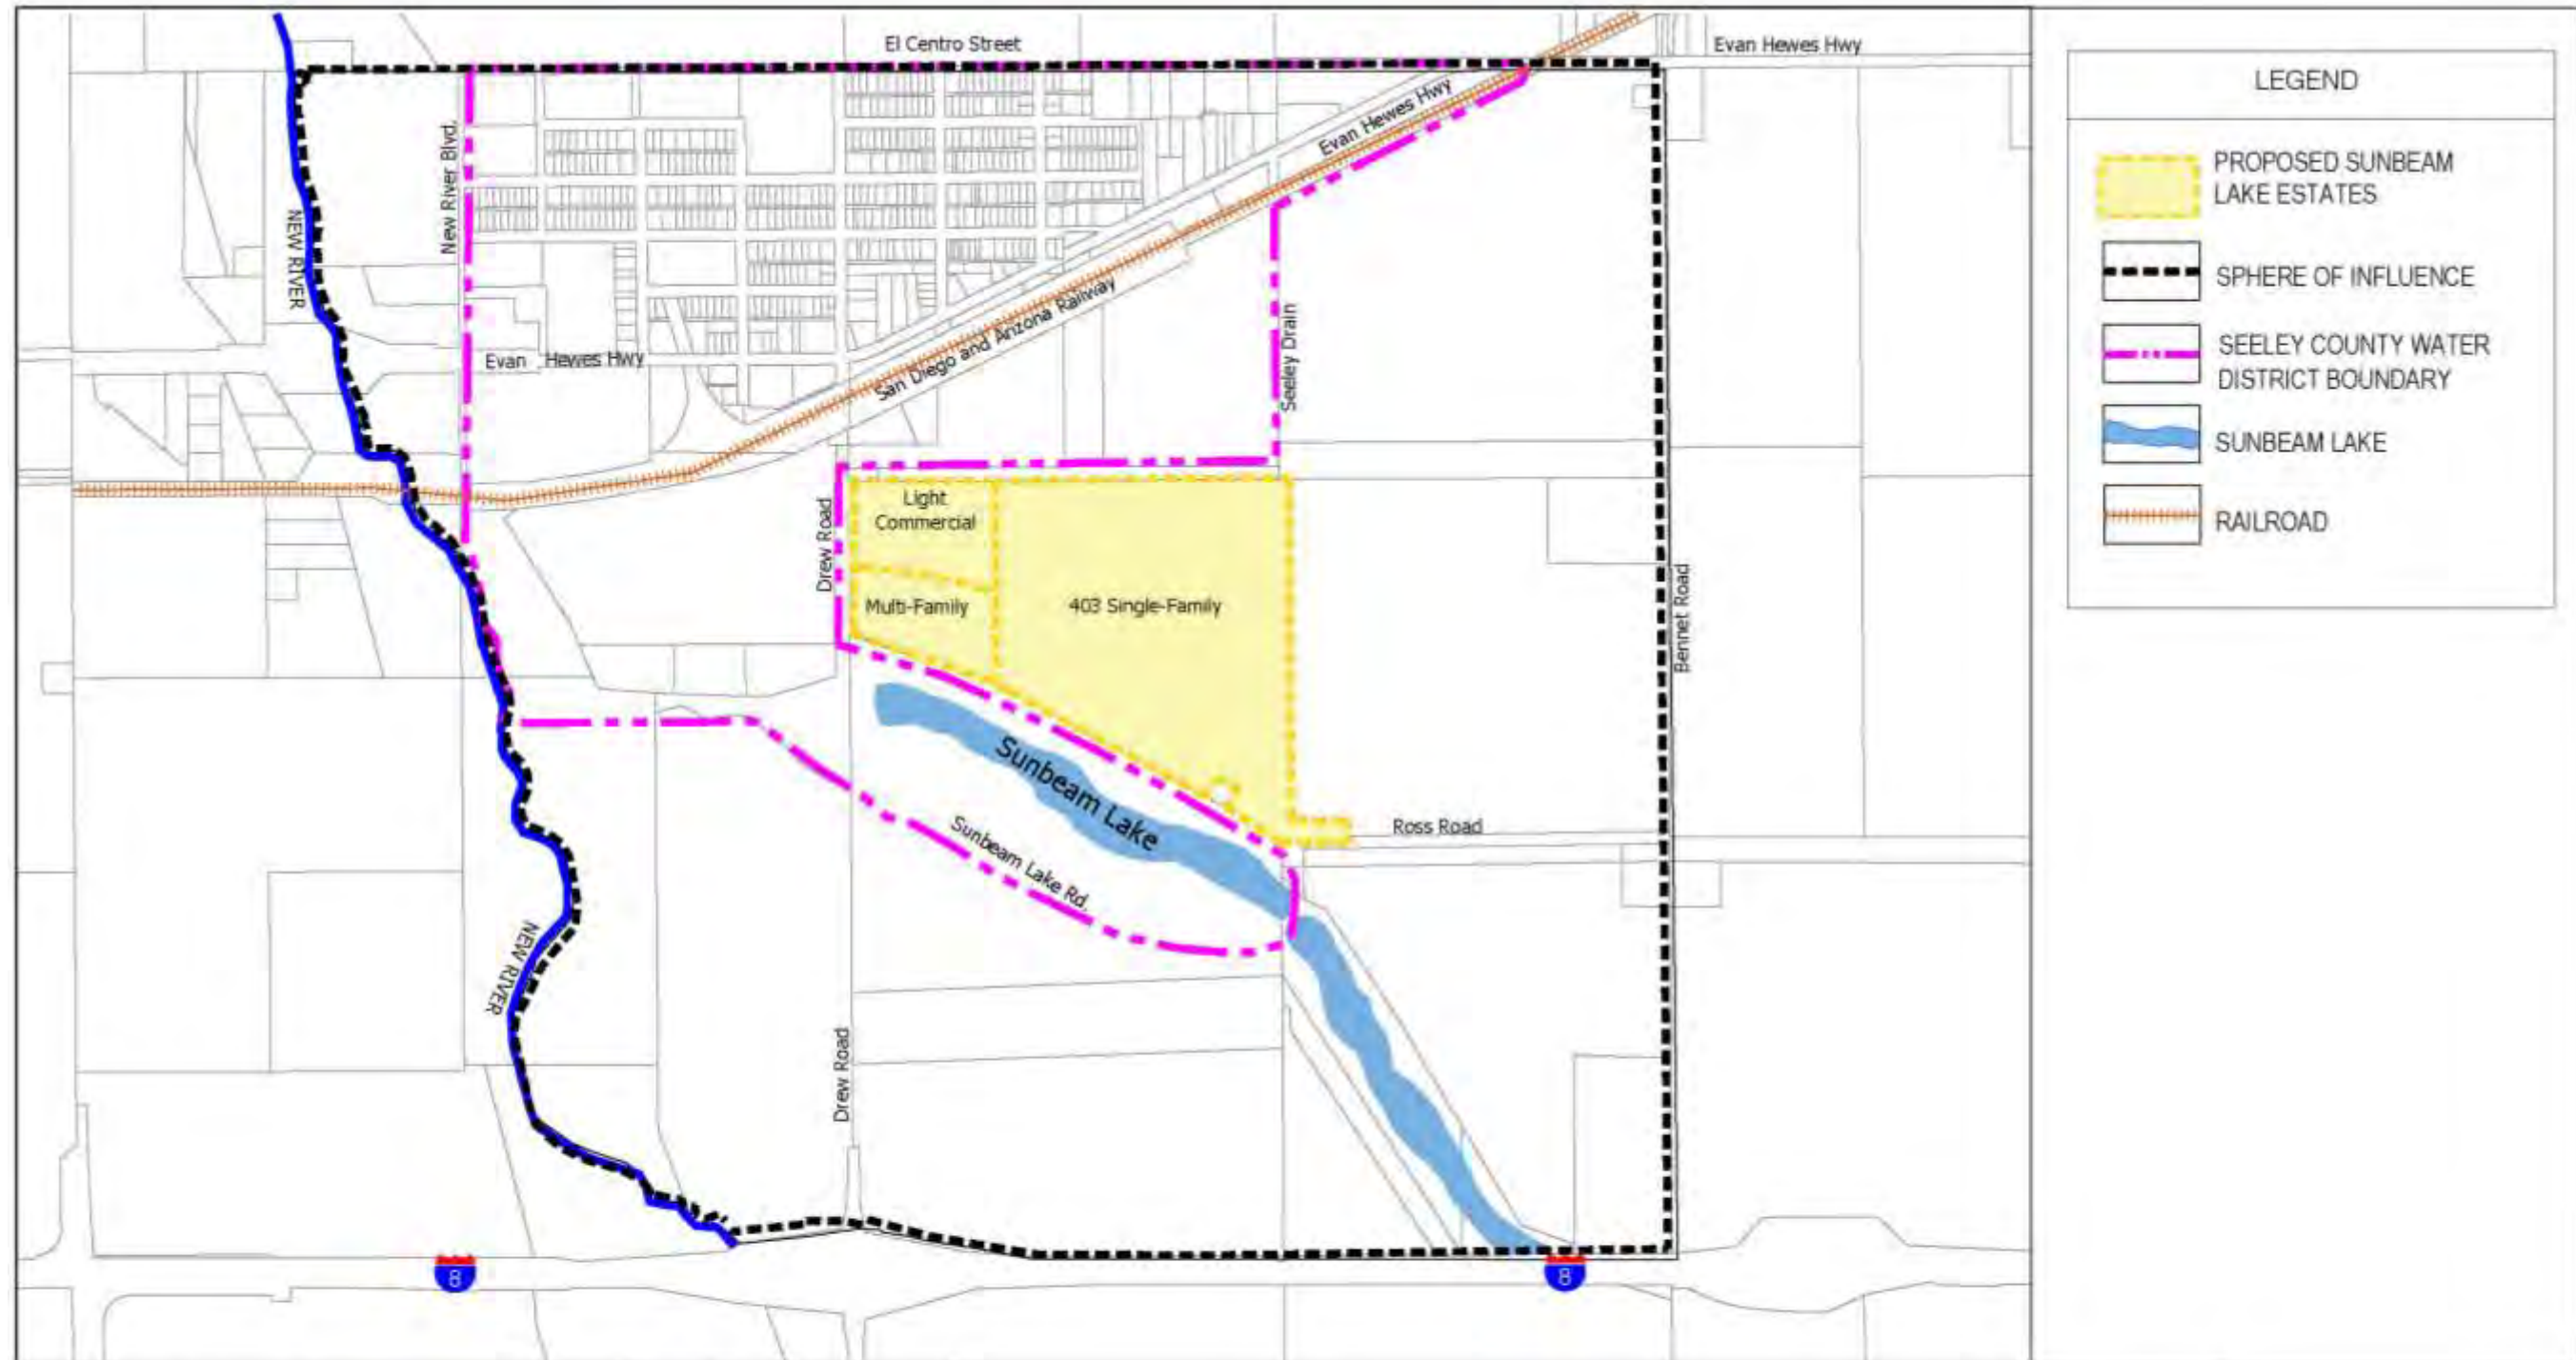 El Centro Street
Evan Hewes Hwy
New River Blvd.
Evan Hewes Hwy
NEW RIVER
Seeley Drain
San Diego and Arizona Railway
Evan Hewes Hwy
Drew Road
Light
Commercial
Multi-Family
403 Single-Family
Bennet Road
Sunbeam Lake
Sunbeam Lake Rd.
Ross Road
NEW RIVER
Drew Road
8
8
LEGEND
PROPOSED SUNBEAM
LAKE ESTATES
SPHERE OF INFLUENCE
SEELEY COUNTY WATER
DISTRICT BOUNDARY
SUNBEAM LAKE
RAILROAD